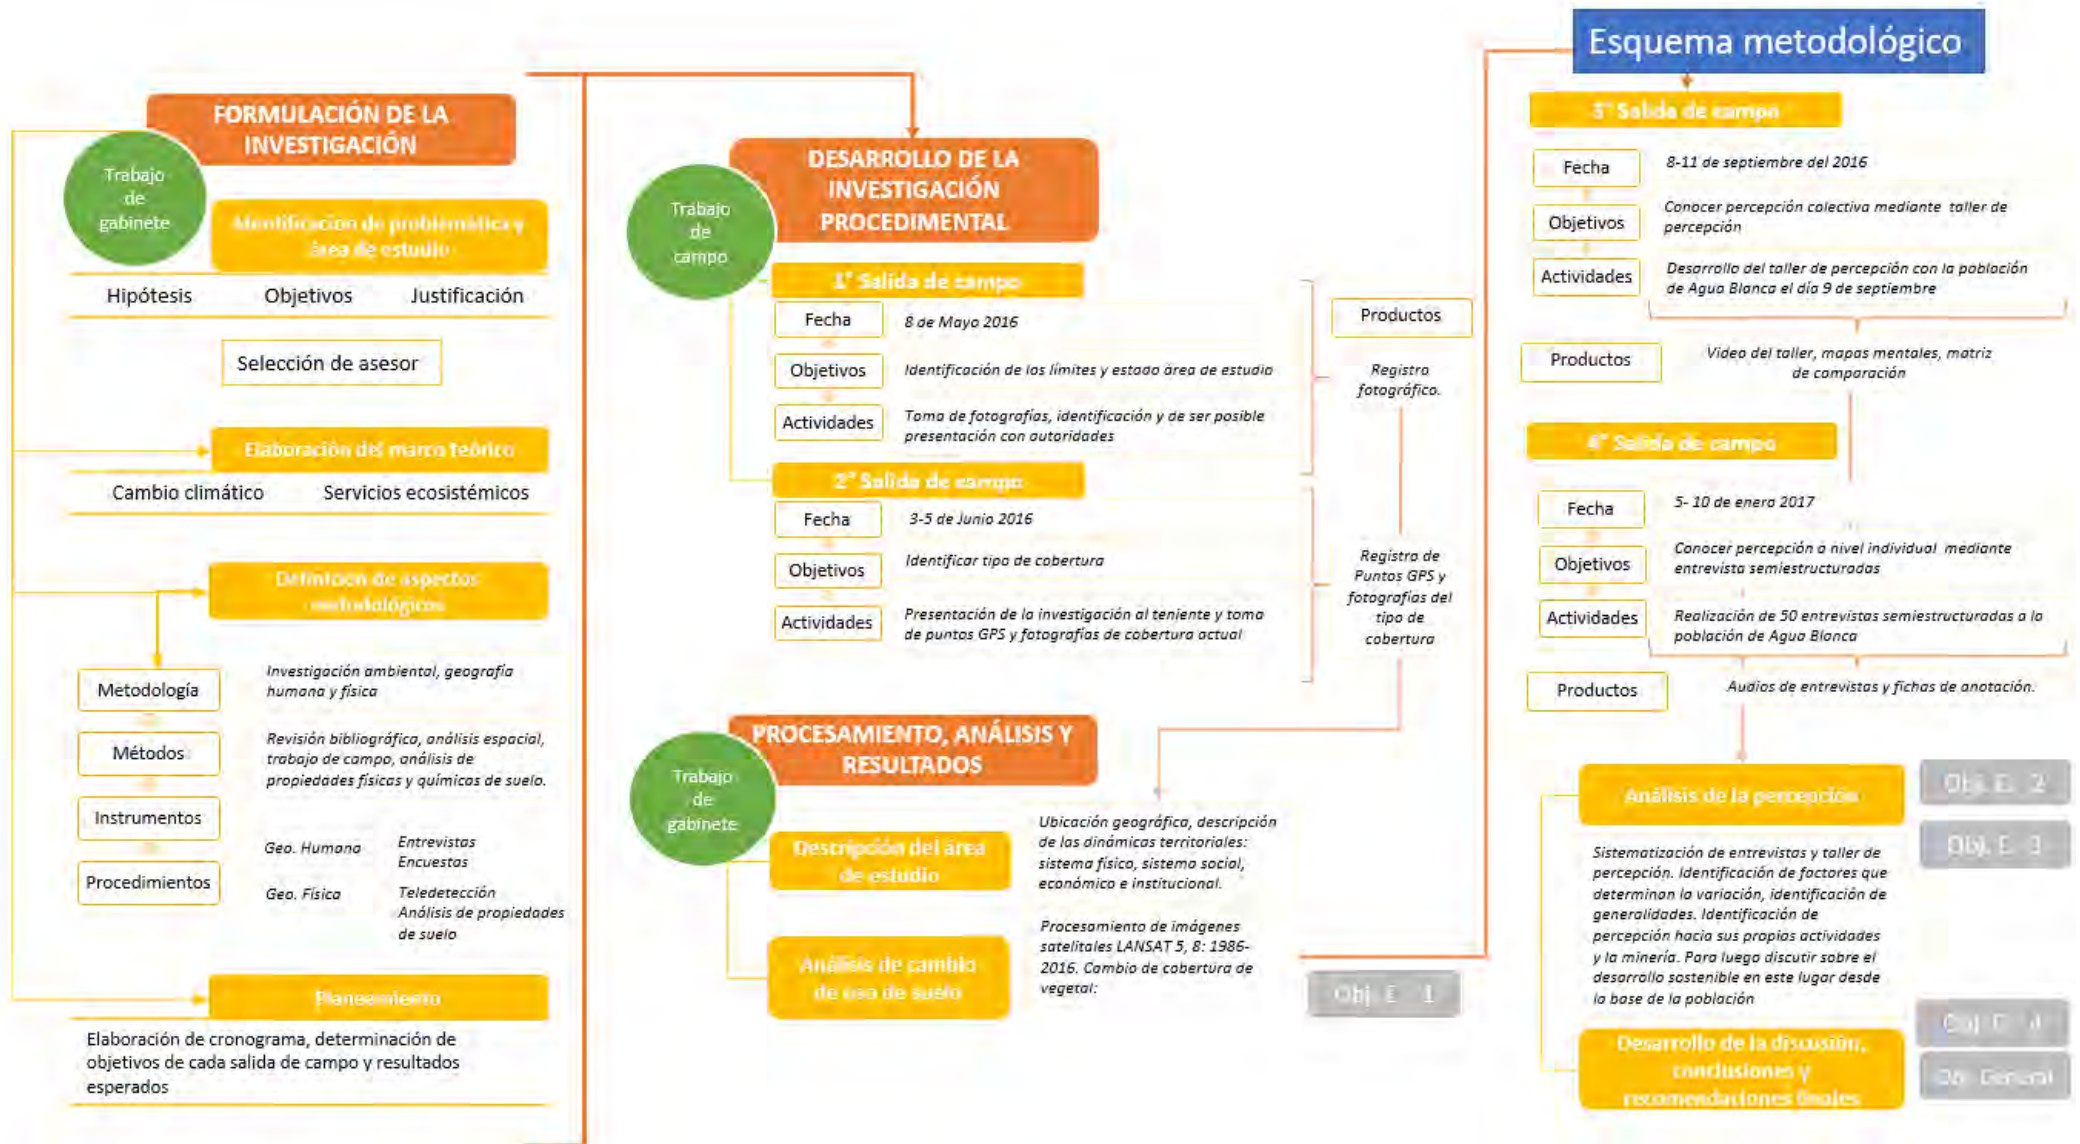 Esquema metodológico
FORMULACIÓN DE LA
INVESTIGACIÓN
Trabajo
de
gabinete
Identificación de problemática y
área de estudio
Hipótesis Objetivos Justificación
Selección de asesor
Elaboración del marco teórico
Cambio climático Servicios ecosistémicos
Definición de aspectos
metodológicos
Metodología
Investigación ambiental, geografía
humana y física
Métodos
Revisión bibliográfica, análisis espacial,
trabajo de campo, análisis de
propiedades físicas y químicas de suelo.
Instrumentos
Procedimientos
Geo. Humana
Entrevistas
Encuestas
Geo. Física
Teledetección
Análisis de propiedades
de suelo
Planeamiento
Elaboración de cronograma, determinación de
objetivos de cada salida de campo y resultados
esperados
DESARROLLO DE LA
INVESTIGACIÓN
PROCEDIMENTAL
Trabajo
de
campo
1° Salida de campo
Fecha
8 de Mayo 2016
Objetivos
Identificación de los límites y estado área de estudio
Actividades
Toma de fotografías, identificación y de ser posible
presentación con autoridades
2° Salida de campo
Fecha
3-5 de Junio 2016
Objetivos
Identificar tipo de cobertura
Actividades
Presentación de la investigación al teniente y toma
de puntos GPS y fotografías de cobertura actual
Productos
Registro
fotográfico.
Registro de
Puntos GPS y
fotografías del
tipo de
cobertura
PROCESAMIENTO, ANÁLISIS Y
RESULTADOS
Trabajo
de
gabinete
Descripción del área
de estudio
Ubicación geográfica, descripción
de las dinámicas territoriales:
sistema físico, sistema social,
económico e institucional.
Análisis de cambio
de uso de suelo
Procesamiento de imágenes
satelitales LANSAT 5, 8: 1986-
2016. Cambio de cobertura de
vegetal:
Obj. E. 1
3° Salida de campo
Fecha
8-11 de septiembre del 2016
Objetivos
Conocer percepción colectiva mediante taller de
percepción
Actividades
Desarrollo del taller de percepción con la población
de Agua Blanca el día 9 de septiembre
Productos
Video del taller, mapas mentales, matriz
de comparación
4° Salida de campo
Fecha
5- 10 de enero 2017
Objetivos
Conocer percepción a nivel individual mediante
entrevista semiestructuradas
Actividades
Realización de 50 entrevistas semiestructuradas a la
población de Agua Blanca
Productos
Audios de entrevistas y fichas de anotación.
Análisis de la percepción
Obj. E. 2
Obj. E. 3
Sistematización de entrevistas y taller de
percepción. Identificación de factores que
determinan la variación, identificación de
generalidades. Identificación de
percepción hacia sus propias actividades
y la minería. Para luego discutir sobre el
desarrollo sostenible en este lugar desde
la base de la población
Desarrollo de la discusión,
conclusiones y
recomendaciones finales
Obj. E. 4
Obj. General